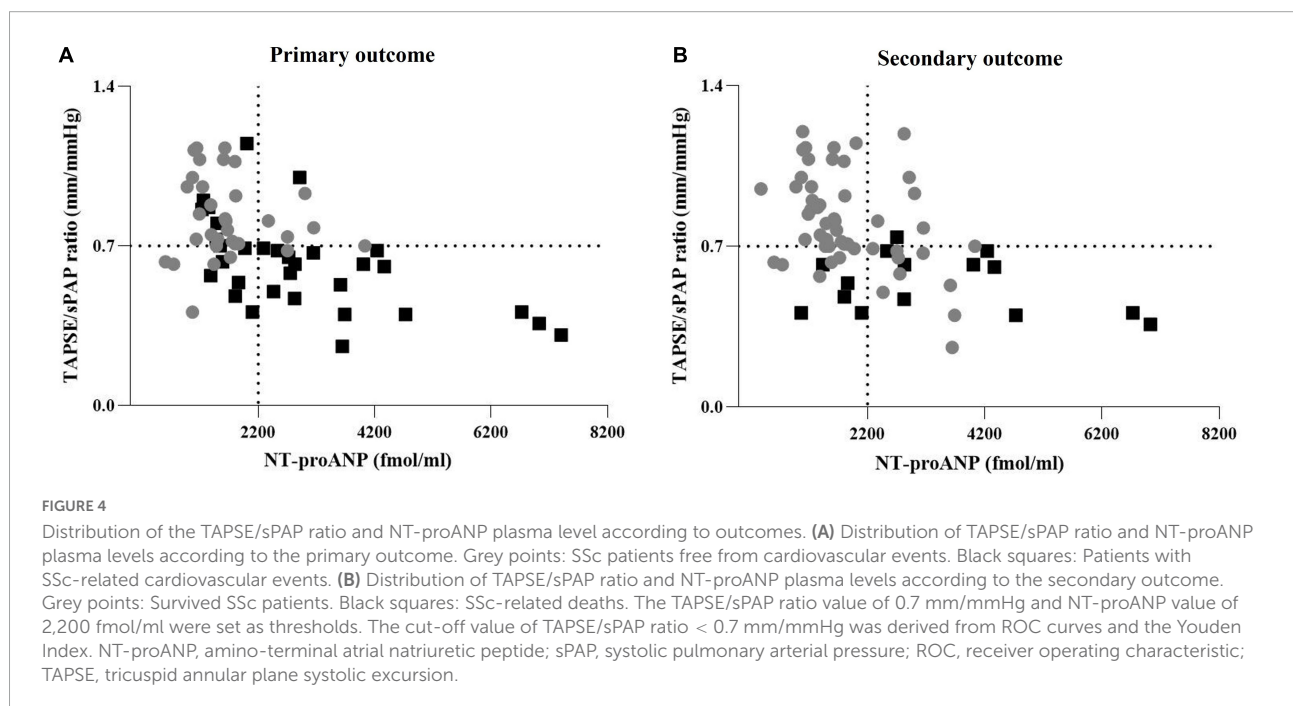 A
Primary outcome
TAPSE/sPAP ratio (mm/mmHg)
1.4
0.7
0.0
2200 4200 6200 8200
NT-proANP (fmol/ml)
B
Secondary outcome
TAPSE/sPAP ratio (mm/mmHg)
1.4
0.7
0.0
2200 4200 6200 8200
NT-proANP (fmol/ml)
FIGURE 4
Distribution of the TAPSE/sPAP ratio and NT-proANP plasma level according to outcomes. (A) Distribution of TAPSE/sPAP ratio and NT-proANP
plasma levels according to the primary outcome. Grey points: SSc patients free from cardiovascular events. Black squares: Patients with
SSc-related cardiovascular events. (B) Distribution of TAPSE/sPAP ratio and NT-proANP plasma levels according to the secondary outcome.
Grey points: Survived SSc patients. Black squares: SSc-related deaths. The TAPSE/sPAP ratio value of 0.7 mm/mmHg and NT-proANP value of
2,200 fmol/ml were set as thresholds. The cut-off value of TAPSE/sPAP ratio < 0.7 mm/mmHg was derived from ROC curves and the Youden
Index. NT-proANP, amino-terminal atrial natriuretic peptide; sPAP, systolic pulmonary arterial pressure; ROC, receiver operating characteristic;
TAPSE, tricuspid annular plane systolic excursion.